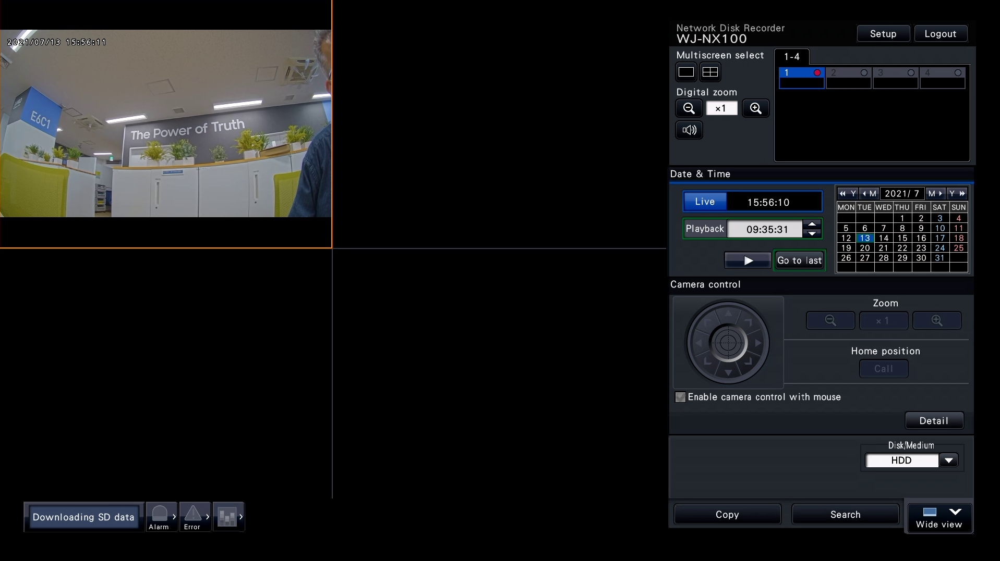 2021/07/13 15:56:11
E6C1
The Power of Truth
Network Disk Recorder
WJ-NX100
Setup
Logout
Multiscreen select
1-4
1
2
3
4
Digital zoom
×1
Date & Time
Live
15:56:10
Playback
09:35:31
Go to last
Y
M
2021/ 7
M
Y
MON TUE WED THU FRI SAT SUN
1 2 3 4
5 6 7 8 9 10 11
12 13 14 15 16 17 18
19 20 21 22 23 24 25
26 27 28 29 30 31
Camera control
Zoom
×1
Home position
Call
Enable camera control with mouse
Detail
Disk/Medium
HDD
Downloading SD data
Alarm
Error
Copy
Search
Wide view